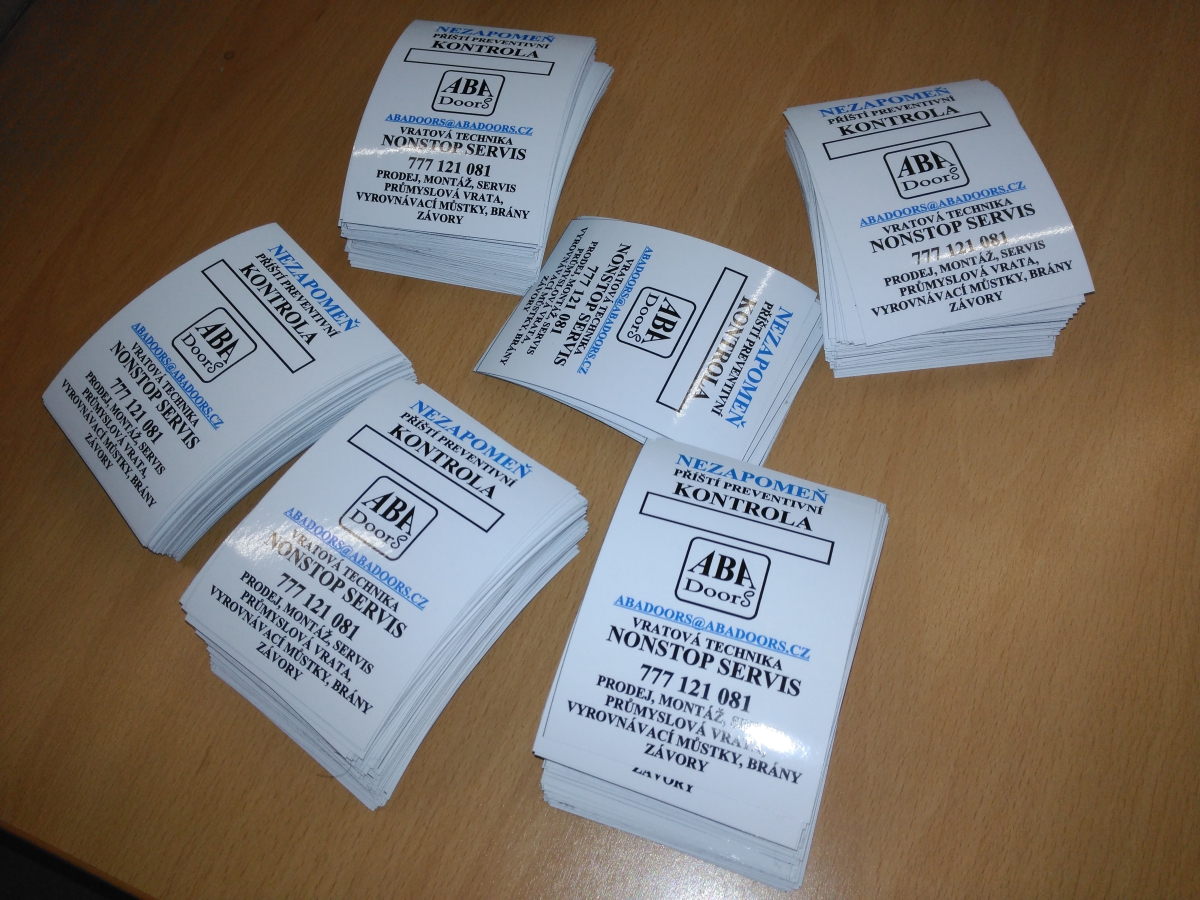 NEZAPOMEŇ
PŘÍŠTÍ PREVENTIVNÍ
KONTROLA
ABA
Doors
ABADOORS@ABADOORS.CZ
VRATOVÁ TECHNIKA
NONSTOP SERVIS
777 121 081
PRODEJ, MONTÁŽ, SERVIS
PRŮMYSLOVÁ VRATA,
VYROVNÁVACÍ MŮSTKY, BRÁNY
ZÁVORY
NEZAPOMEŇ
PŘÍŠTÍ PREVENTIVNÍ
KONTROLA
ABA
Doors
ABADOORS@ABADOORS.CZ
VRATOVÁ TECHNIKA
NONSTOP SERVIS
777 121 081
PRODEJ, MONTÁŽ, SERVIS
PRŮMYSLOVÁ VRATA,
VYROVNÁVACÍ MŮSTKY, BRÁNY
ZÁVORY
NEZAPOMEŇ
PŘÍŠTÍ PREVENTIVNÍ
KONTROLA
ABA
Doors
ABADOORS@ABADOORS.CZ
VRATOVÁ TECHNIKA
NONSTOP SERVIS
777 121 081
PRODEJ, MONTÁŽ, SERVIS
PRŮMYSLOVÁ VRATA,
VYROVNÁVACÍ MŮSTKY, BRÁNY
NEZAPOMEŇ
PŘÍŠTÍ PREVENTIVNÍ
KONTROLA
ABA
Doors
ABADOORS@ABADOORS.CZ
VRATOVÁ TECHNIKA
NONSTOP SERVIS
777 121 081
PRODEJ, MONTÁŽ, SERVIS
PRŮMYSLOVÁ VRATA,
VYROVNÁVACÍ MŮSTKY, BRÁNY
ZÁVORY
NEZAPOMEŇ
PŘÍŠTÍ PREVENTIVNÍ
KONTROLA
ABA
Doors
ABADOORS@ABADOORS.CZ
VRATOVÁ TECHNIKA
NONSTOP SERVIS
777 121 081
PRODEJ, MONTÁŽ, SERVIS
PRŮMYSLOVÁ VRATA,
VYROVNÁVACÍ MŮSTKY, BRÁNY
ZÁVORY
NEZAPOMEŇ
PŘÍŠTÍ PREVENTIVNÍ
KONTROLA
ABA
Doors
ABADOORS@ABADOORS.CZ
VRATOVÁ TECHNIKA
NONSTOP SERVIS
777 121 081
PRODEJ, MONTÁŽ,
PRŮMYSLOVÁ VRATA,
VYROVNÁVACÍ MŮSTKY, BRÁNY
ZÁVORY
ZÁVORY